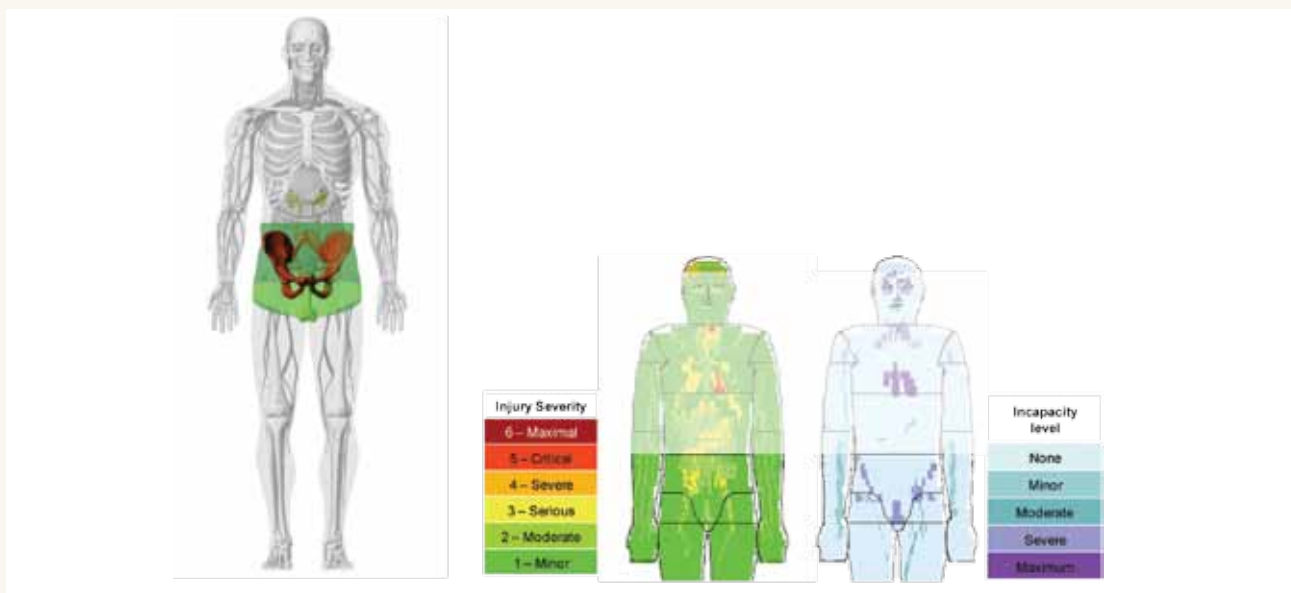 Injury Severity
6 – Maximal
5 – Critical
4 – Severe
3 – Serious
2 – Moderate
1 – Minor
Incapacity
level
None
Minor
Moderate
Severe
Maximum